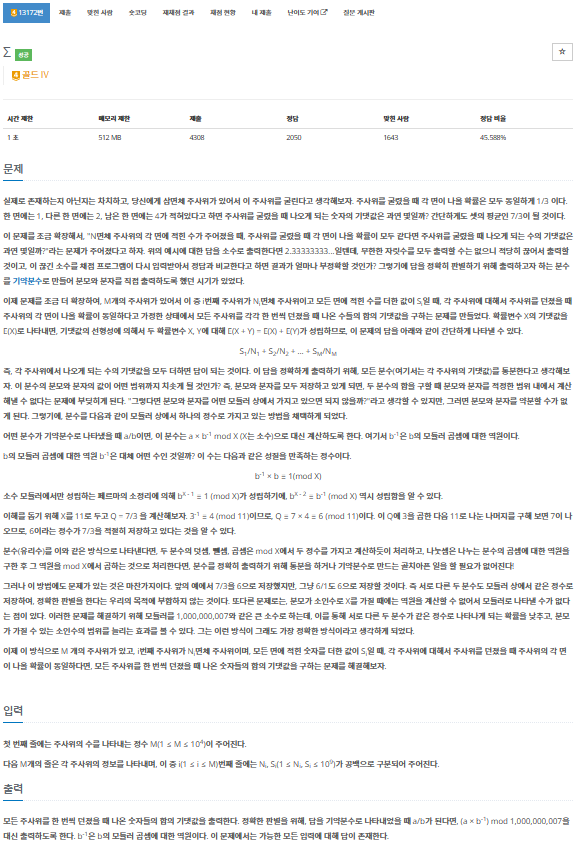 13172번 제출 맞힌 사람 숏코딩 재채점 결과 채점 현황 내 제출 난이도 기여 질문 게시판
Σ 성공
☆
4 골드 IV
시간 제한 메모리 제한 제출 정답 맞힌 사람 정답 비율
1 초 512 MB 4308 2050 1643 45.588%
문제
실제로 존재하는지 아닌지는 차치하고, 당신에게 삼면체 주사위가 있어서 이 주사위를 굴린다고 생각해보자. 주사위를 굴렸을 때 각 면이 나올 확률은 모두 동일하게 1/3 이다.
한 면에는 1, 다른 한 면에는 2, 남은 한 면에는 4가 적혀있다고 하면 주사위를 굴렸을 때 나오게 되는 숫자의 기댓값은 과연 몇일까? 간단하게도 셋의 평균인 7/3이 될 것이다.
이 문제를 조금 확장해서, "N면체 주사위의 각 면에 적힌 수가 주어졌을 때, 주사위를 굴렸을 때 각 면이 나올 확률이 모두 같다면 주사위를 굴렸을 때 나오게 되는 수의 기댓값은
과연 몇일까?"라는 문제가 주어졌다고 하자. 위의 예시에 대한 답을 소수로 출력한다면 2.33333333...일텐데, 무한한 자릿수를 모두 출력할 수는 없으니 적당히 끊어서 출력할
것이고, 이 끊긴 소수를 채점 프로그램이 다시 입력받아서 정답과 비교한다고 하면 결과가 얼마나 부정확할 것인가? 그렇기에 답을 정확히 판별하기 위해 출력하고자 하는 분수
를 기약분수로 만들어 분모와 분자를 직접 출력하도록 했던 시기가 있었다.
이제 문제를 조금 더 확장하여, M개의 주사위가 있어서 이 중 i번째 주사위가 N<sub>i</sub>면체 주사위이고 모든 면에 적힌 수를 더한 값이 S<sub>i</sub>일 때, 각 주사위에 대해서 주사위를 던졌을 때
주사위의 각 면이 나올 확률이 동일하다고 가정한 상태에서 모든 주사위를 각각 한 번씩 던졌을 때 나온 수들의 합의 기댓값을 구하는 문제를 만들었다. 확률변수 X의 기댓값을
E(X)로 나타내면, 기댓값의 선형성에 의해서 두 확률변수 X, Y에 대해 E(X + Y) = E(X) + E(Y)가 성립하므로, 이 문제의 답을 아래와 같이 간단하게 나타낼 수 있다.
S<sub>1</sub>/N<sub>1</sub> + S<sub>2</sub>/N<sub>2</sub> + ... + S<sub>M</sub>/N<sub>M</sub>
즉, 각 주사위에서 나오게 되는 수의 기댓값을 모두 더하면 답이 되는 것이다. 이 답을 정확하게 출력하기 위해, 모든 분수(여기서는 각 주사위의 기댓값)를 통분한다고 생각해보
자. 이 분수의 분모와 분자의 값이 어떤 범위까지 치솟게 될 것인가? 즉, 분모와 분자를 모두 저장하고 있게 되면, 두 분수의 합을 구할 때 분모와 분자를 적정한 범위 내에서 계산
해낼 수 없다는 문제에 부딪히게 된다. "그렇다면 분모와 분자를 어떤 모듈러 상에서 가지고 있으면 되지 않을까?"라고 생각할 수 있지만, 그러면 분모와 분자를 약분할 수가 없
게 된다. 그렇기에, 분수를 다음과 같이 모듈러 상에서 하나의 정수로 가지고 있는 방법을 채택하게 되었다.
어떤 분수가 기약분수로 나타냈을 때 a/b이면, 이 분수는 a × b<sup>-1</sup> mod X (X는 소수)으로 대신 계산하도록 한다. 여기서 b<sup>-1</sup>은 b의 모듈러 곱셈에 대한 역원이다.
b의 모듈러 곱셈에 대한 역원 b<sup>-1</sup>은 대체 어떤 수인 것일까? 이 수는 다음과 같은 성질을 만족하는 정수이다.
b<sup>-1</sup> × b ≡ 1(mod X)
소수 모듈러에서만 성립하는 페르마의 소정리에 의해 b<sup>X - 1</sup> ≡ 1 (mod X)가 성립하기에, b<sup>X - 2</sup> ≡ b<sup>-1</sup> (mod X) 역시 성립함을 알 수 있다.
이해를 돕기 위해 X를 11로 두고 Q = 7/3 을 계산해보자. 3<sup>-1</sup> ≡ 4 (mod 11)이므로, Q ≡ 7 × 4 ≡ 6 (mod 11)이다. 이 Q에 3을 곱한 다음 11로 나눈 나머지를 구해 보면 7이 나
오므로, 6이라는 정수가 7/3을 적절히 저장하고 있다는 것을 알 수 있다.
분수(유리수)를 이와 같은 방식으로 나타낸다면, 두 분수의 덧셈, 뺄셈, 곱셈은 mod X에서 두 정수를 가지고 계산하듯이 처리하고, 나눗셈은 나누는 분수의 곱셈에 대한 역원을
구한 후 그 역원을 mod X에서 곱하는 것으로 처리한다면, 분수를 정확히 출력하기 위해 통분을 하거나 기약분수로 만드는 골치아픈 일을 할 필요가 없어진다!
그러나 이 방법에도 문제가 있는 것은 마찬가지이다. 앞의 예에서 7/3을 6으로 저장했지만, 그냥 6/1도 6으로 저장할 것이다. 즉 서로 다른 두 분수도 모듈러 상에서 같은 정수로
저장하여, 정확한 판별을 한다는 우리의 목적에 부합하지 않는 것이다. 또다른 문제로는, 분모가 소인수로 X를 가질 때에는 역원을 계산할 수 없어서 모듈러로 나타낼 수가 없다
는 점이 있다. 이러한 문제를 해결하기 위해 모듈러를 1,000,000,007와 같은 큰 소수로 하는데, 이를 통해 서로 다른 두 분수가 같은 정수로 나타나게 되는 확률을 낮추고, 분모
가 가질 수 있는 소인수의 범위를 늘리는 효과를 볼 수 있다. 그는 이런 방식이 그래도 가장 정확한 방식이라고 생각하게 되었다.
이제 이 방식으로 M 개의 주사위가 있고, i번째 주사위가 N<sub>i</sub>면체 주사위이며, 모든 면에 적힌 숫자를 더한 값이 S<sub>i</sub>일 때, 각 주사위에 대해서 주사위를 던졌을 때 주사위의 각 면
이 나올 확률이 동일하다면, 모든 주사위를 한 번씩 던졌을 때 나온 숫자들의 합의 기댓값을 구하는 문제를 해결해보자.
입력
첫 번째 줄에는 주사위의 수를 나타내는 정수 M(1 ≤ M ≤ 10<sup>4</sup>)이 주어진다.
다음 M개의 줄은 각 주사위의 정보를 나타내며, 이 중 i(1 ≤ i ≤ M)번째 줄에는 N<sub>i</sub>, S<sub>i</sub>(1 ≤ N<sub>i</sub>, S<sub>i</sub> ≤ 10<sup>9</sup>)가 공백으로 구분되어 주어진다.
출력
모든 주사위를 한 번씩 던졌을 때 나온 숫자들의 합의 기댓값을 출력한다. 정확한 판별을 위해, 답을 기약분수로 나타내었을 때 a/b가 된다면, (a × b<sup>-1</sup>) mod 1,000,000,007을
대신 출력하도록 한다. b<sup>-1</sup>은 b의 모듈러 곱셈에 대한 역원이다. 이 문제에서는 가능한 모든 입력에 대해 답이 존재한다.